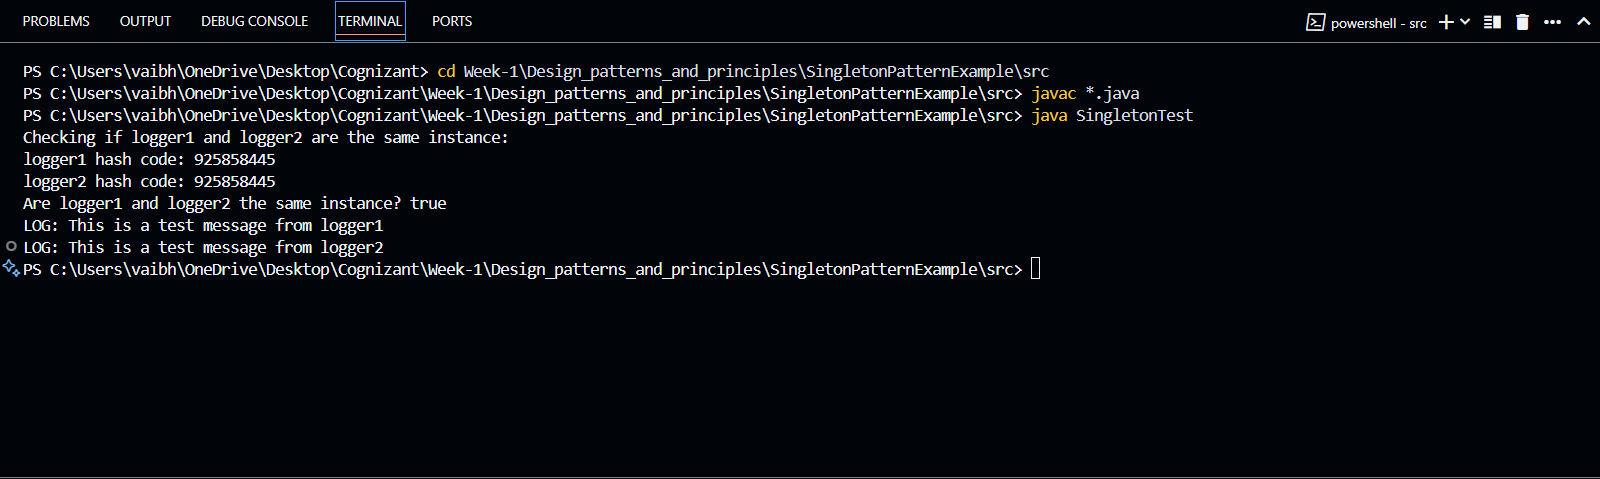 PROBLEMS OUTPUT DEBUG CONSOLE TERMINAL PORTS powershell - src
PS C:\Users\vaibh\OneDrive\Desktop\Cognizant> cd Week-1\Design_patterns_and_principles\SingletonPatternExample\src
PS C:\Users\vaibh\OneDrive\Desktop\Cognizant\Week-1\Design_patterns_and_principles\SingletonPatternExample\src> javac *.java
PS C:\Users\vaibh\OneDrive\Desktop\Cognizant\Week-1\Design_patterns_and_principles\SingletonPatternExample\src> java SingletonTest
Checking if logger1 and logger2 are the same instance:
logger1 hash code: 925858445
logger2 hash code: 925858445
Are logger1 and logger2 the same instance? true
LOG: This is a test message from logger1
LOG: This is a test message from logger2
PS C:\Users\vaibh\OneDrive\Desktop\Cognizant\Week-1\Design_patterns_and_principles\SingletonPatternExample\src>